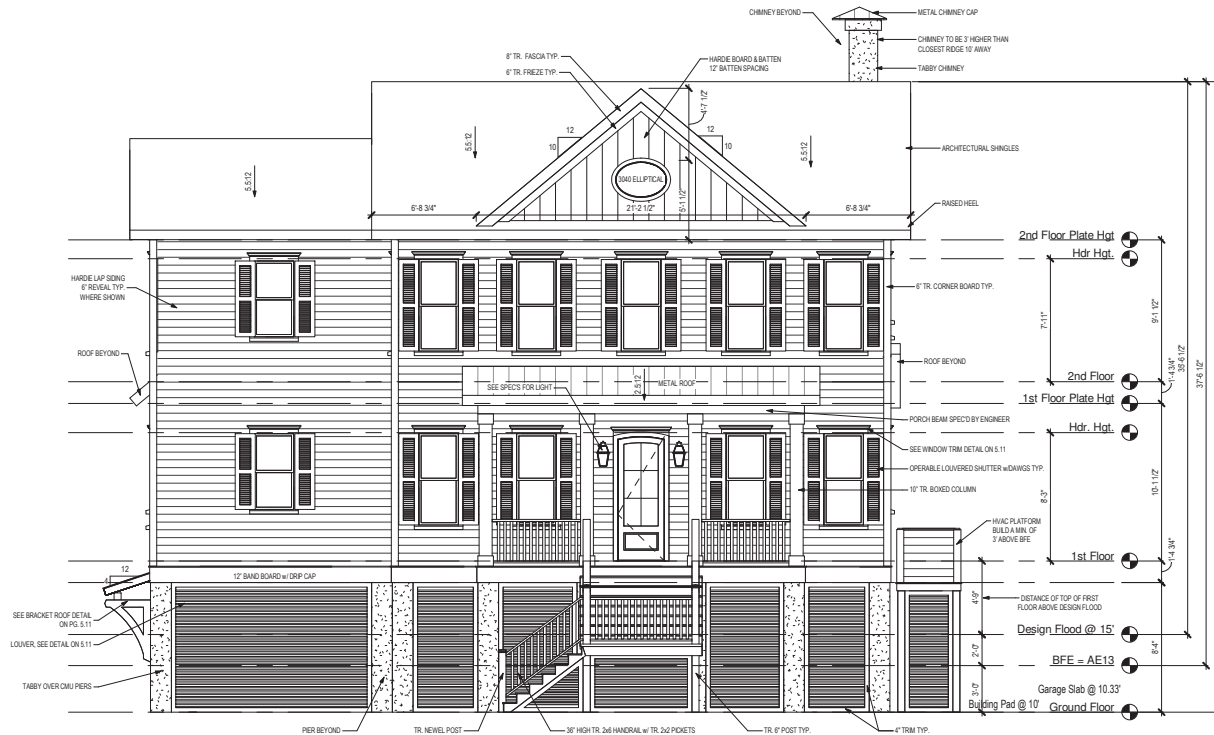 CHIMNEY BEYOND
METAL CHIMNEY CAP
CHIMNEY TO BE 3' HIGHER THAN
CLOSEST RIDGE 10' AWAY
TABBY CHIMNEY
8" TR. FASCIA TYP.
6" TR. FRIEZE TYP.
HARDIE BOARD & BATTEN
12" BATTEN SPACING
4'-7 1/2"
12
10
12
10
5.5:12
5.5:12
5.5:12
3040 ELLIPTICAL
ARCHITECTURAL SHINGLES
6'-8 3/4"
21'-2 1/2"
5'-1 1/2"
6'-8 3/4"
RAISED HEEL
2nd Floor Plate Hgt
Hdr Hgt.
HARDIE LAP SIDING
6" REVEAL TYP.
WHERE SHOWN
6" TR. CORNER BOARD TYP.
7'-11"
9'-1 1/2"
ROOF BEYOND
ROOF BEYOND
35'-6 1/2"
37'-6 1/2"
SEE SPEC'S FOR LIGHT
2.5:12
METAL ROOF
2nd Floor
1'-4 3/4"
1st Floor Plate Hgt
PORCH BEAM SPEC'D BY ENGINEER
Hdr. Hgt.
SEE WINDOW TRIM DETAIL ON 5.11
OPERABLE LOUVERED SHUTTER w/DAWGS TYP.
10" TR. BOXED COLUMN
8'-3"
10'-1 1/2"
HVAC PLATFORM
BUILD A MIN. OF
3' ABOVE BFE
1st Floor
1'-4 3/4"
12
4
12" BAND BOARD w/ DRIP CAP
SEE BRACKET ROOF DETAIL
ON PG. 5.11
LOUVER, SEE DETAIL ON 5.11
4'-9"
DISTANCE OF TOP OF FIRST
FLOOR ABOVE DESIGN FLOOD
Design Flood @ 15'
2'-0"
8'-4"
BFE = AE13
TABBY OVER CMU PIERS
3'-0"
Garage Slab @ 10.33'
Building Pad @ 10'
Ground Floor
PIER BEYOND
TR. NEWEL POST
36" HIGH TR. 2x6 HANDRAIL w/ TR. 2x2 PICKETS
TR. 6" POST TYP.
4" TRIM TYP.